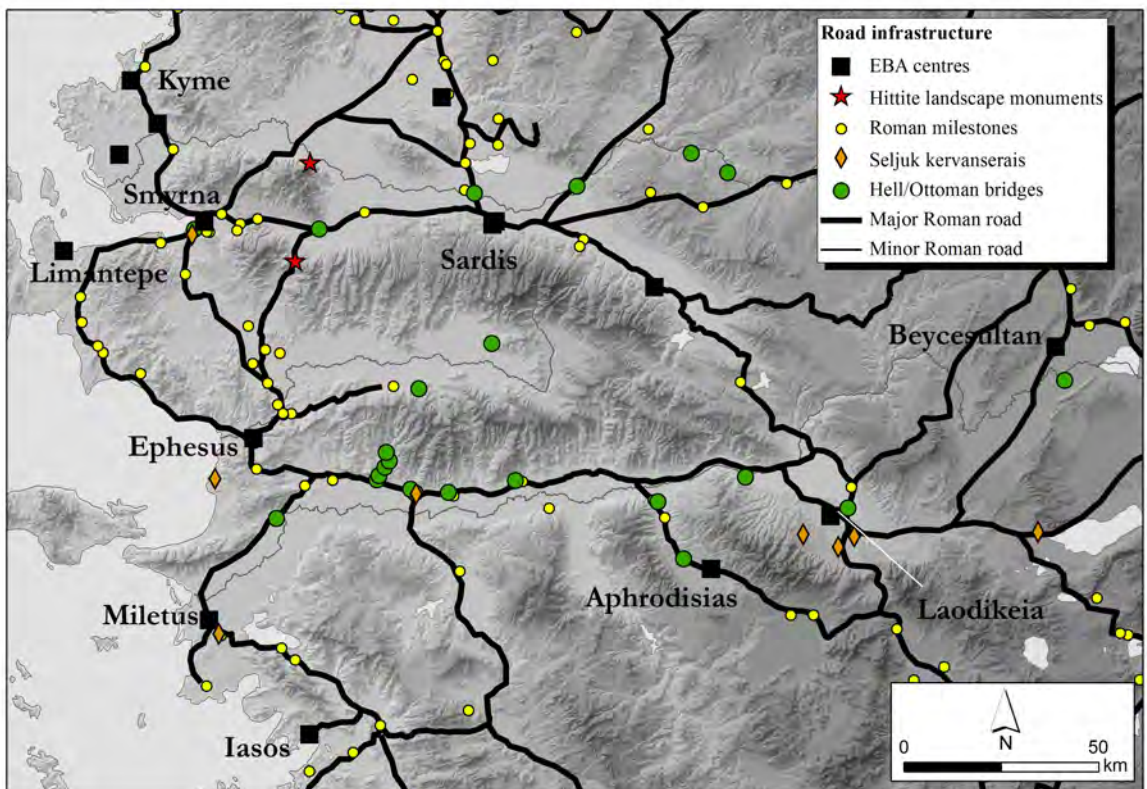 Road infrastructure
EBA centres
Hittite landscape monuments
Roman milestones
Seljuk kervanserais
Hell/Ottoman bridges
Major Roman road
Minor Roman road
Kyme
Smyrna
Limantepe
Sardis
Beycesultan
Ephesus
Aphrodisias
Laodikeia
Miletus
Iasos
N
0 50
km